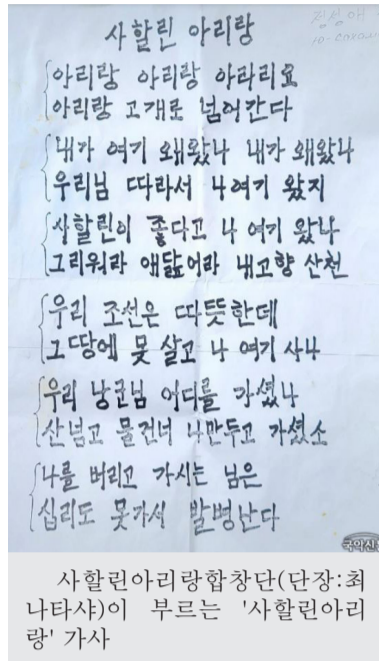 사할린 아리랑
정성애
아리랑 아리랑 아라리요
아리랑 고개로 넘어간다
내가 여기 왜왔나 내가 왜왔나
우리님 따라서 나여기 왔지
사할린이 좋다고 나 여기 왔나
그리워라 애닲어라 내고향 산천
우리 조선은 따뜻한데
그땅에 못 살고 나 여기 사나
우리 낭군님 어디를 가셨나
산넘고 물건너 나만두고 가셨소
나를 버리고 가시는 님은
십리도 못가서 발병난다
국악신문
사할린아리랑합창단(단장:최
나타샤)이 부르는 '사할린아리
랑' 가사